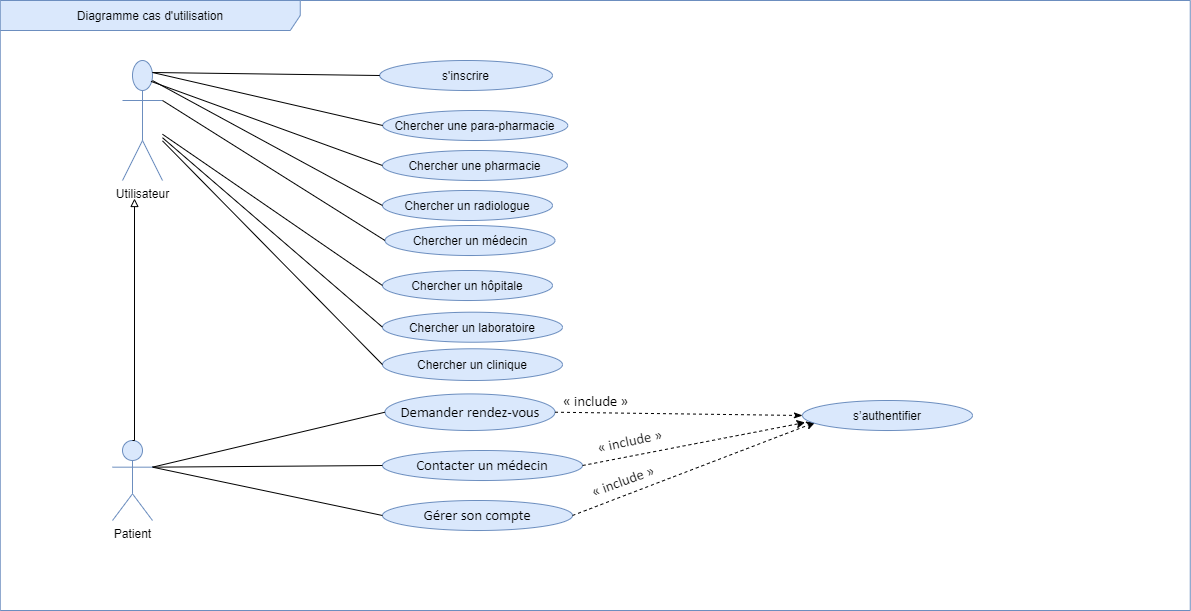 Diagramme cas d'utilisation
s'inscrire
Chercher une para-pharmacie
Chercher une pharmacie
Utilisateur
Chercher un radiologue
Chercher un médecin
Chercher un hôpitale
Chercher un laboratoire
Chercher un clinique
Demander rendez-vous
« include »
s'authentifier
« include »
Contacter un médecin
« include »
Gérer son compte
Patient